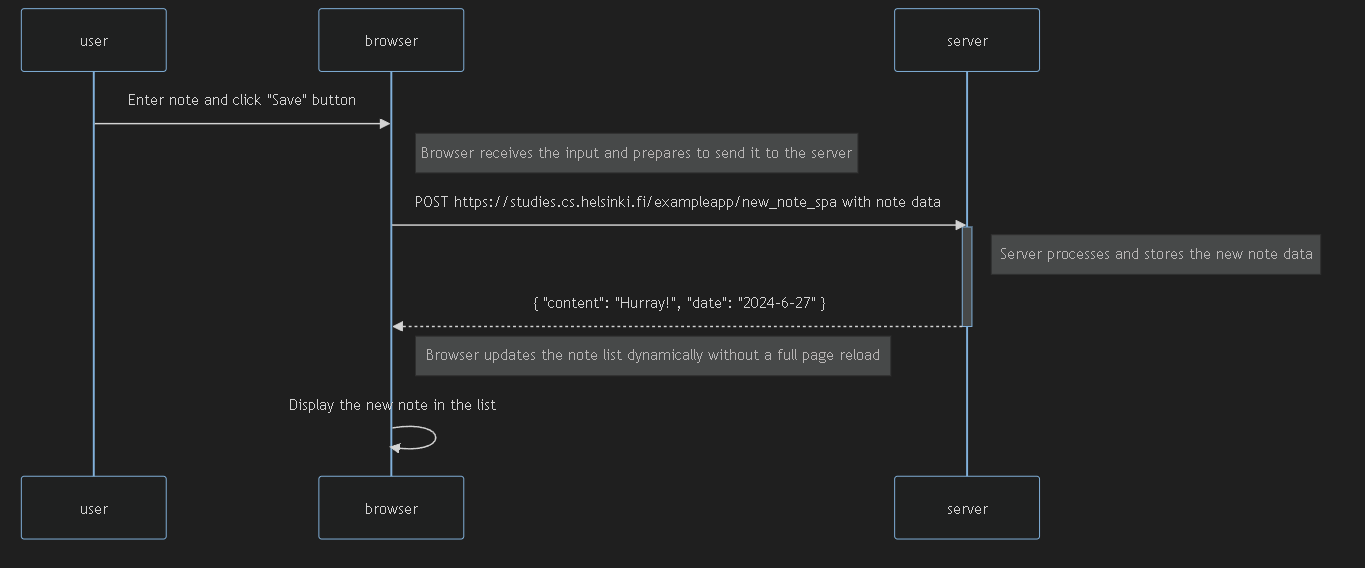 user
browser
server
Enter note and click "Save" button
Browser receives the input and prepares to send it to the server
POST https://studies.cs.helsinki.fi/exampleapp/new_note_spa with note data
Server processes and stores the new note data
{ "content": "Hurray!", "date": "2024-6-27" }
Browser updates the note list dynamically without a full page reload
Display the new note in the list
user
browser
server